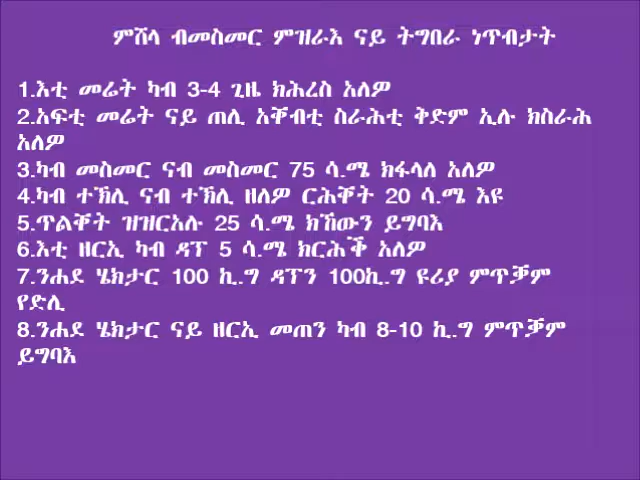 ምሸላ ብመስመር ምዝራእ ናይ ትግበራ ነጥብታት
1.እቲ መሬት ካብ 3-4 ጊዜ ክሕረስ አለዎ
2.አፍቲ መሬት ናይ ጠሊ አቐብቲ ስራሕቲ ቅድም ኢሉ ክስራሕ
አለዎ
3.ካብ መስመር ናብ መስመር 75 ሳ.ሜ ክፋላለ አለዎ
4.ካብ ተኽሊ ናብ ተኽሊ ዘለዎ ርሕቐት 20 ሳ.ሜ እዩ
5.ጥልቐት ዝዝርአሉ 25 ሳ.ሜ ክኸውን ይግባእ
6.እቲ ዘርኢ ካብ ዳፕ 5 ሳ.ሜ ክርሕቕ አለዎ
7.ንሐደ ሄክታር 100 ኪ.ግ ዳፕን 100ኪ.ግ ዩሪያ ምጥቓም
የድሊ
8.ንሐደ ሄክታር ናይ ዘርኢ መጠን ካብ 8-10 ኪ.ግ ምጥቓም
ይግባእ